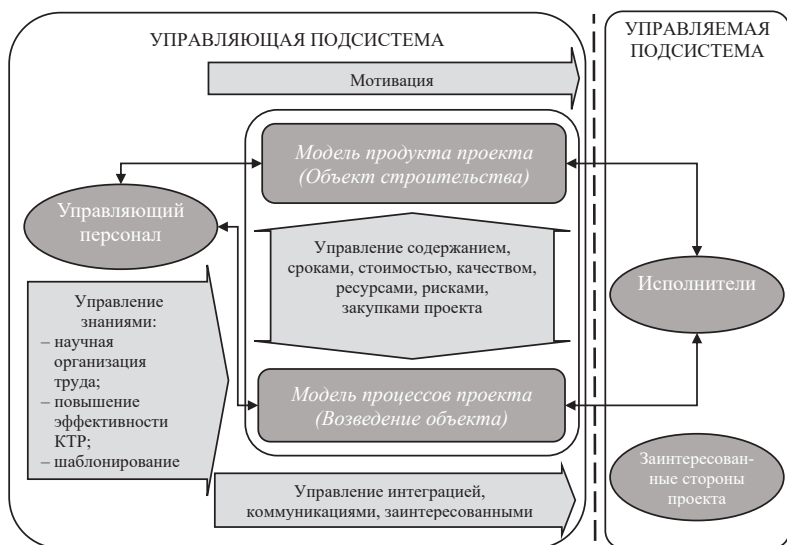 УПРАВЛЯЮЩАЯ ПОДСИСТЕМА
УПРАВЛЯЕМАЯ
ПОДСИСТЕМА
Мотивация
Модель продукта проекта
(Объект строительства)
Управляющий
персонал
Управление содержанием,
сроками, стоимостью, качеством,
ресурсами, рисками,
закупками проекта
Исполнители
Управление
знаниями:
– научная
организация
труда;
– повышение
эффективности
КТР;
– шаблонирование
Модель процессов проекта
(Возведение объекта)
Заинтересован-
ные стороны
проекта
Управление интеграцией,
коммуникациями, заинтересованными